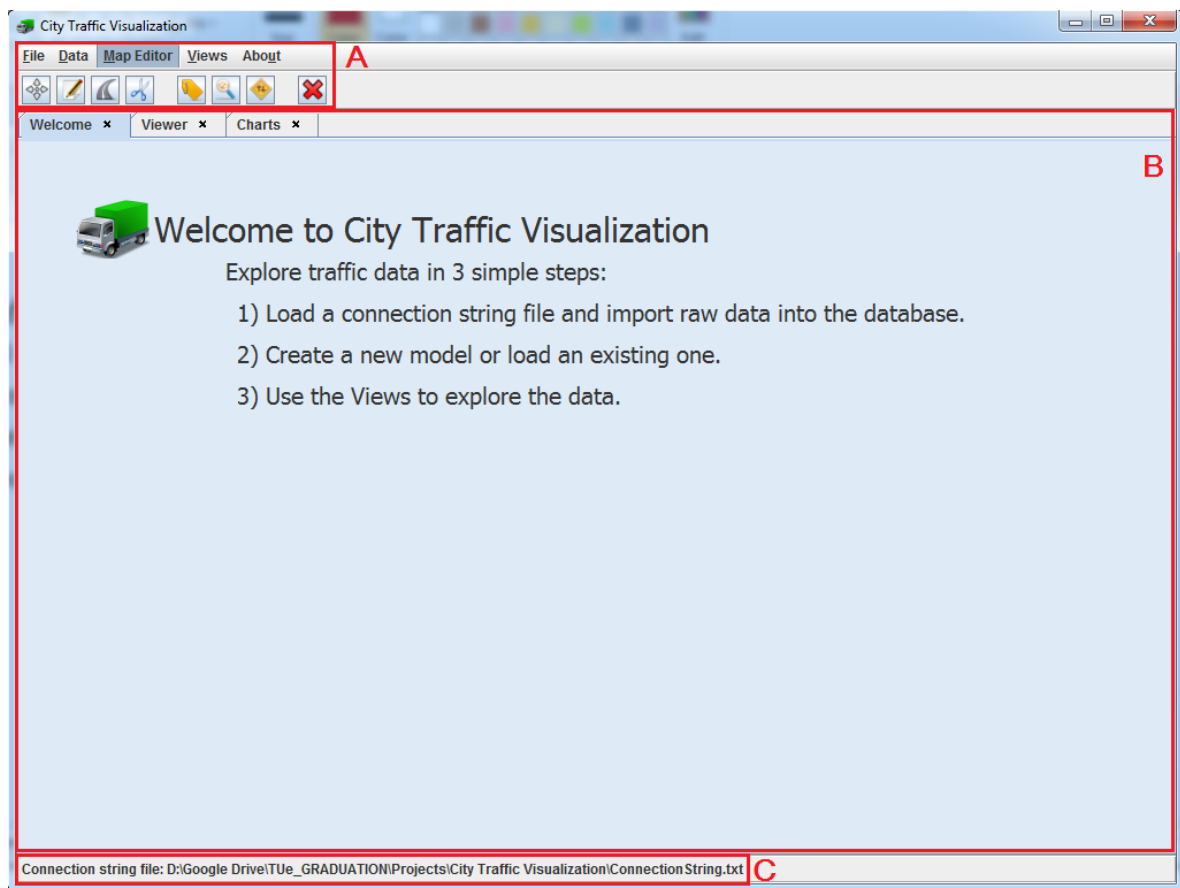 City Traffic Visualization
File Data Map Editor Views About
A
Welcome × Viewer × Charts ×
B
Welcome to City Traffic Visualization
Explore traffic data in 3 simple steps:
1) Load a connection string file and import raw data into the database.
2) Create a new model or load an existing one.
3) Use the Views to explore the data.
Connection string file: D:\Google Drive\TUe_GRADUATION\Projects\City Traffic Visualization\ConnectionString.txt
C